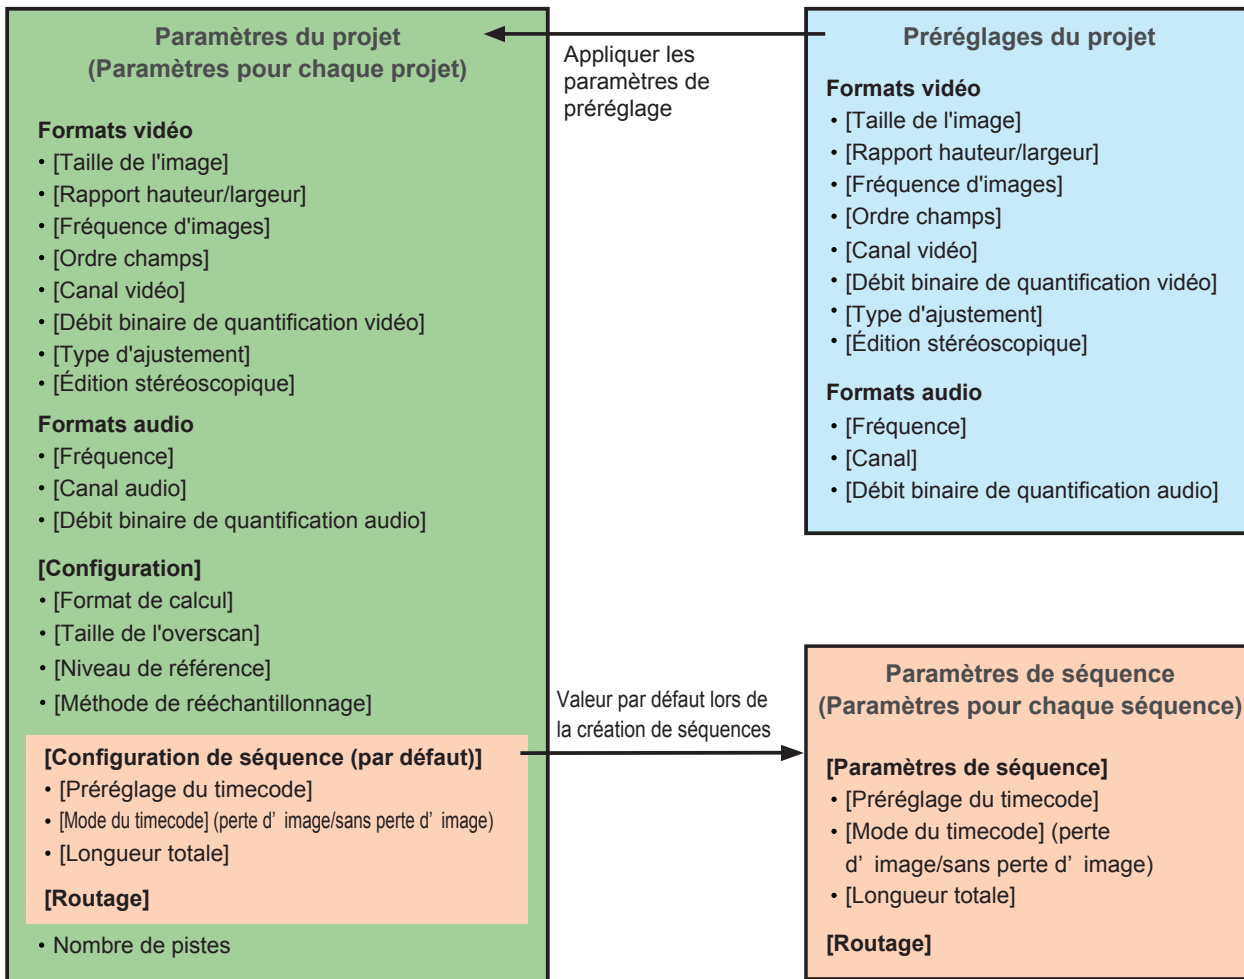 Paramètres du projet
(Paramètres pour chaque projet)
Formats vidéo
• [Taille de l'image]
• [Rapport hauteur/largeur]
• [Fréquence d'images]
• [Ordre champs]
• [Canal vidéo]
• [Débit binaire de quantification vidéo]
• [Type d'ajustement]
• [Édition stéréoscopique]
Formats audio
• [Fréquence]
• [Canal audio]
• [Débit binaire de quantification audio]
[Configuration]
• [Format de calcul]
• [Taille de l'overscan]
• [Niveau de référence]
• [Méthode de rééchantillonnage]
[Configuration de séquence (par défaut)]
• [Préréglage du timecode]
• [Mode du timecode] (perte d' image/sans perte d' image)
• [Longueur totale]
[Routage]
• Nombre de pistes
Appliquer les
paramètres de
préréglage
Préréglages du projet
Formats vidéo
• [Taille de l'image]
• [Rapport hauteur/largeur]
• [Fréquence d'images]
• [Ordre champs]
• [Canal vidéo]
• [Débit binaire de quantification vidéo]
• [Type d'ajustement]
• [Édition stéréoscopique]
Formats audio
• [Fréquence]
• [Canal]
• [Débit binaire de quantification audio]
Valeur par défaut lors de
la création de séquences
Paramètres de séquence
(Paramètres pour chaque séquence)
[Paramètres de séquence]
• [Préréglage du timecode]
• [Mode du timecode] (perte
d' image/sans perte d' image)
• [Longueur totale]
[Routage]